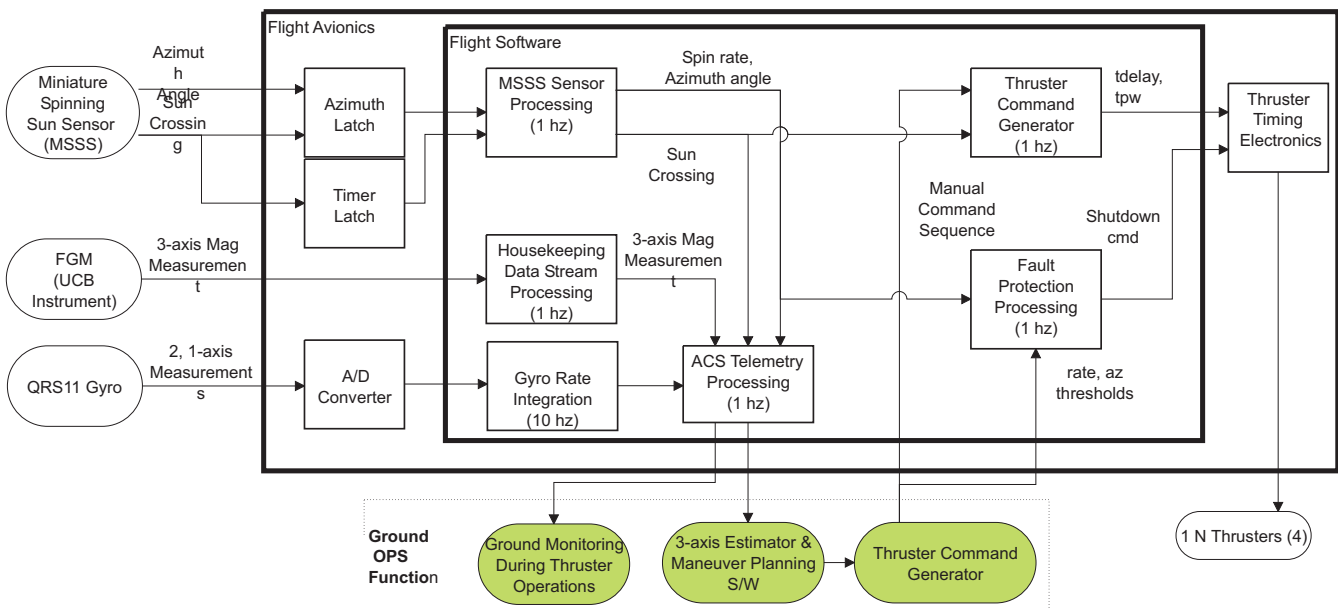 Flight Avionics
Flight Software
Azimut
h
Angle
Sun
Crossin
g
Miniature
Spinning
Sun Sensor
(MSSS)
Azimuth
Latch
Timer
Latch
MSSS Sensor
Processing
(1 hz)
Spin rate,
Azimuth angle
Sun
Crossing
Thruster
Command
Generator
(1 hz)
tdelay,
tpw
Thruster
Timing
Electronics
Manual
Command
Sequence
Shutdown
cmd
FGM
(UCB
Instrument)
3-axis Mag
Measuremen
t
Housekeeping
Data Stream
Processing
(1 hz)
3-axis Mag
Measuremen
t
Fault
Protection
Processing
(1 hz)
QRS11 Gyro
2, 1-axis
Measurement
s
A/D
Converter
Gyro Rate
Integration
(10 hz)
ACS Telemetry
Processing
(1 hz)
rate, az
thresholds
Ground
OPS
Function
Ground Monitoring
During Thruster
Operations
3-axis Estimator &
Maneuver Planning
S/W
Thruster Command
Generator
1 N Thrusters (4)